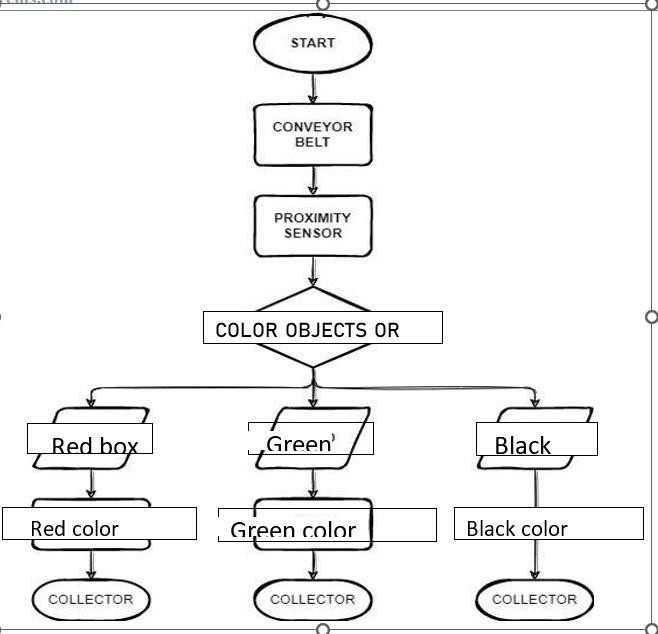 START
CONVEYOR
BELT
PROXIMITY
SENSOR
COLOR OBJECTS OR
Red box
Green
Black
Red color
Green color
Black color
COLLECTOR
COLLECTOR
COLLECTOR